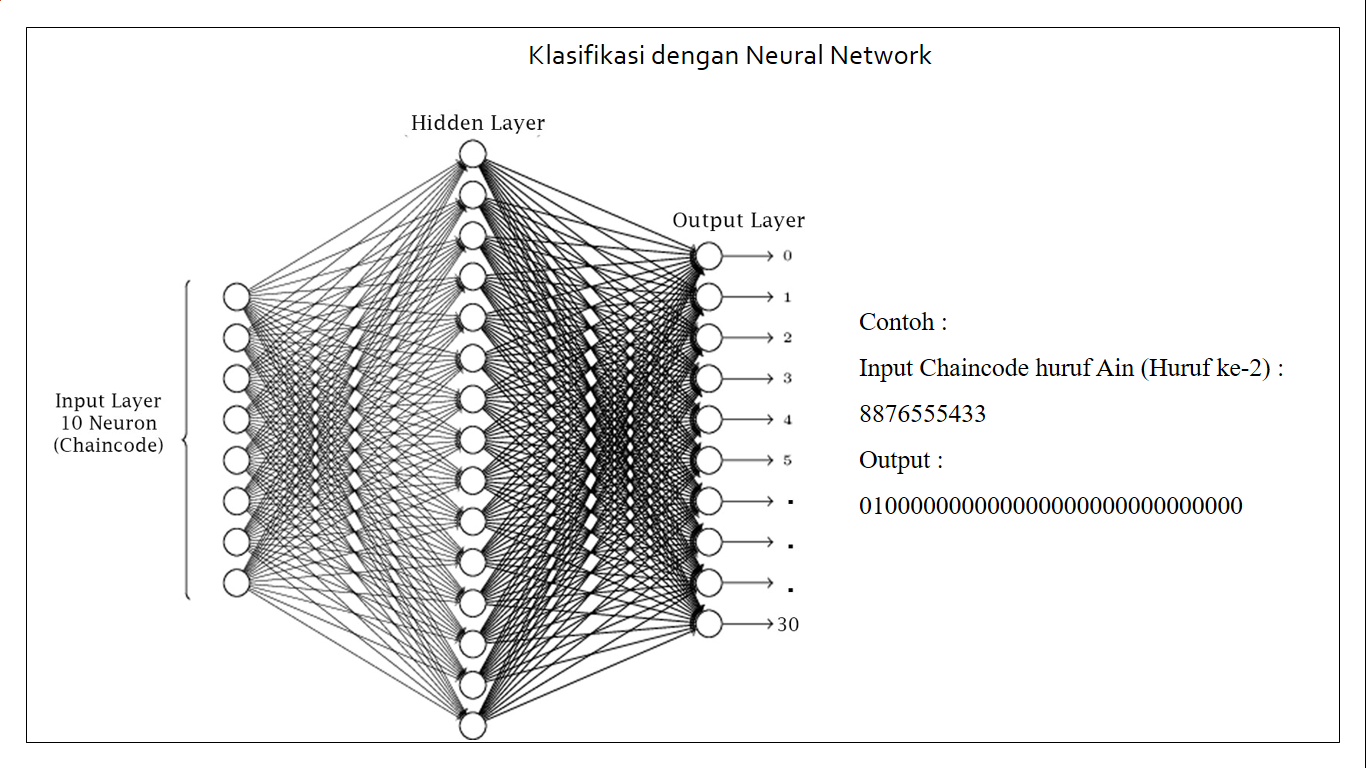 Klasifikasi dengan Neural Network
Hidden Layer
Output Layer
0
1
2
3
4
5
.
.
.
30
Input Layer
10 Neuron
(Chaincode)
Contoh :
Input Chaincode huruf Ain (Huruf ke-2) :
8876555433
Output :
0100000000000000000000000000000